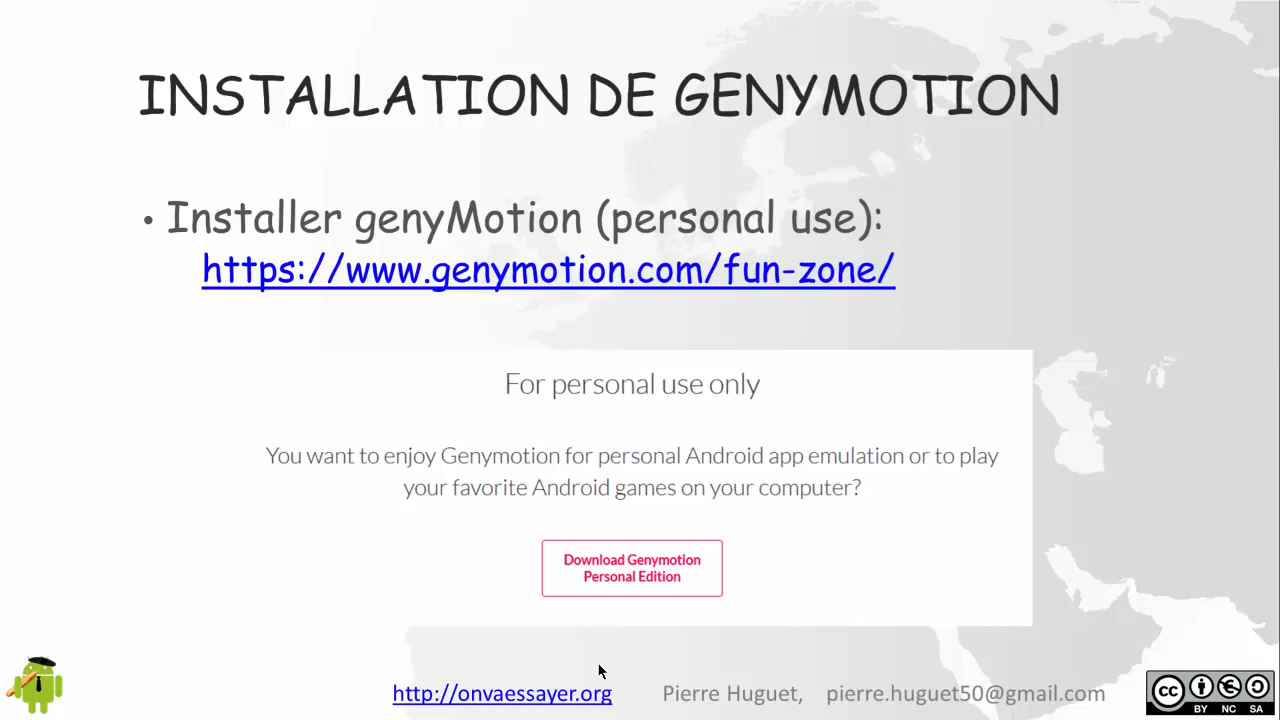 INSTALLATION DE GENYMOTION
• Installer genyMotion (personal use):
https://www.genymotion.com/fun-zone/
For personal use only
You want to enjoy Genymotion for personal Android app emulation or to play
your favorite Android games on your computer?
Download Genymotion
Personal Edition
http://onvaessayer.org Pierre Huguet, pierre.huguet50@gmail.com
cc
BY NC SA